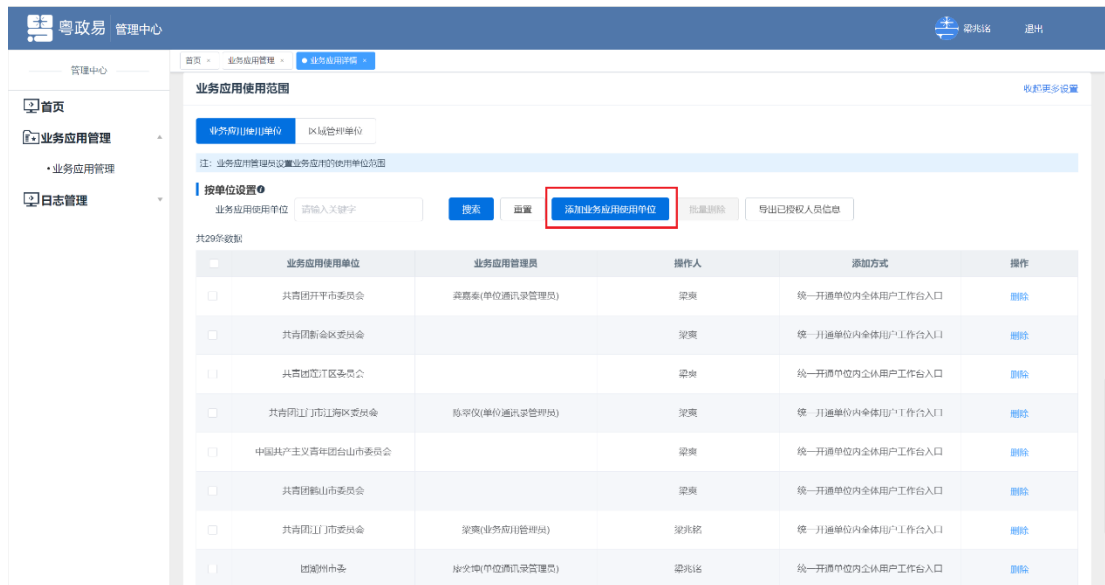 粤政易 管理中心 梁兆铭 退出
管理中心
首页 × 业务应用管理 × 业务应用详情 ×
首页
业务应用管理
•业务应用管理
日志管理
业务应用使用范围 收起更多设置
业务应用使用单位 区域管理单位
注：业务应用管理员设置业务应用的使用单位范围
按单位设置
业务应用使用单位 请输入关键字 搜索 重置 添加业务应用使用单位 批量删除 导出已授权人员信息
共29条数据
业务应用使用单位 业务应用管理员 操作人 添加方式 操作
共青团开平市委员会 龚嘉秦(单位通讯录管理员) 梁爽 统一开通单位内全体用户工作台入口 删除
共青团新会区委员会 梁爽 统一开通单位内全体用户工作台入口 删除
共青团蓬江区委员会 梁爽 统一开通单位内全体用户工作台入口 删除
共青团江门市江海区委员会 陈翠仪(单位通讯录管理员) 梁爽 统一开通单位内全体用户工作台入口 删除
中国共产主义青年团台山市委员会 梁爽 统一开通单位内全体用户工作台入口 删除
共青团鹤山市委员会 梁爽 统一开通单位内全体用户工作台入口 删除
共青团江门市委员会 梁爽(业务应用管理员) 梁兆铭 统一开通单位内全体用户工作台入口 删除
团潮州市委 (单位通讯录管理员) 梁兆铭 统一开通单位内全体用户工作台入口 删除